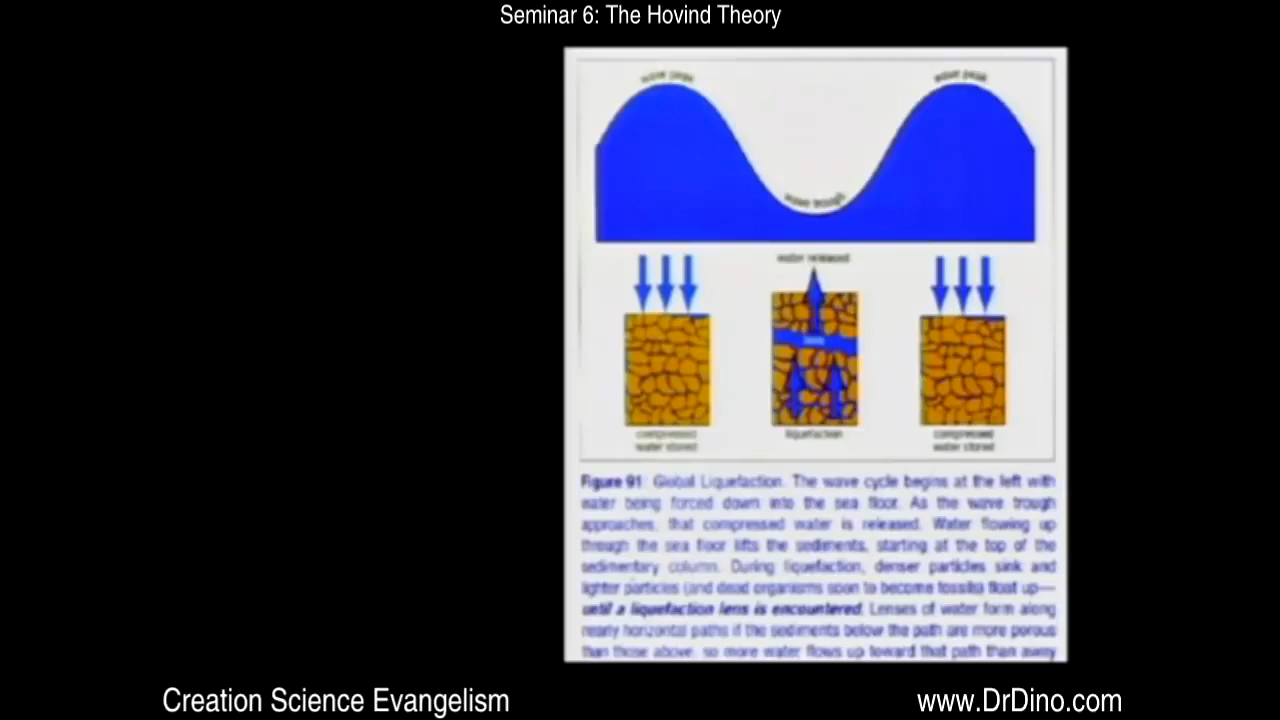 Seminar 6: The Hovind Theory
wave peak
wave peak
wave trough
water released
lens
compressed
water stored
liquefaction
compressed
water stored
Figure 91: Global Liquefaction. The wave cycle begins at the left with
water being forced down into the sea floor. As the wave trough
approaches, that compressed water is released. Water flowing up
through the sea floor lifts the sediments, starting at the top of the
sedimentary column. During liquefaction, denser particles sink and
lighter particles (and dead organisms soon to become fossils) float up—
until a liquefaction lens is encountered. Lenses of water form along
nearly horizontal paths if the sediments below the path are more porous
than those above, so more water flows up toward that path than away
Creation Science Evangelism
www.DrDino.com